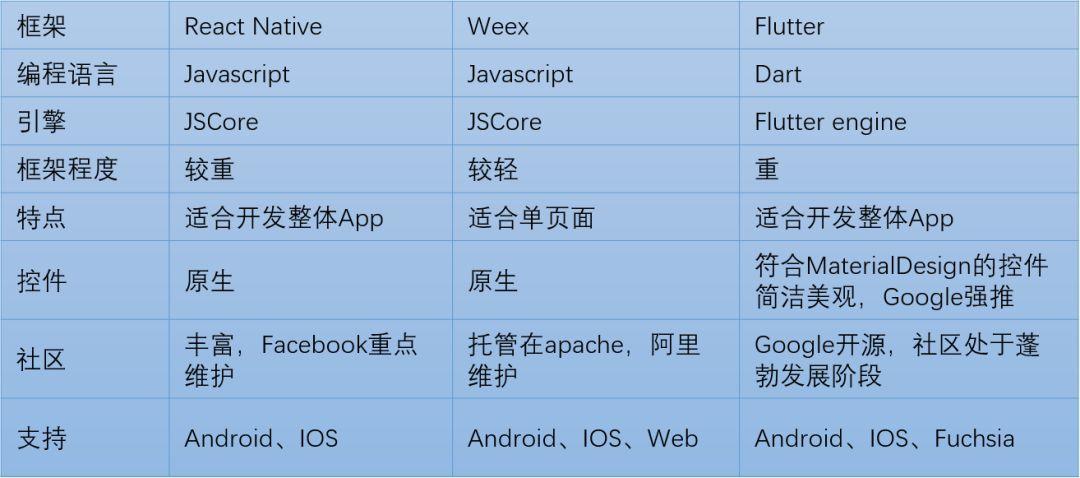 框架 React Native Weex Flutter
编程语言 Javascript Javascript Dart
引擎 JSCore JSCore Flutter engine
框架程度 较重 较轻 重
特点 适合开发整体App 适合单页面 适合开发整体App
控件 原生 原生 符合MaterialDesign的控件
简洁美观，Google强推
社区 丰富，Facebook重点
维护 托管在apache，阿里
维护 Google开源，社区处于蓬
勃发展阶段
支持 Android、IOS Android、IOS、Web Android、IOS、Fuchsia